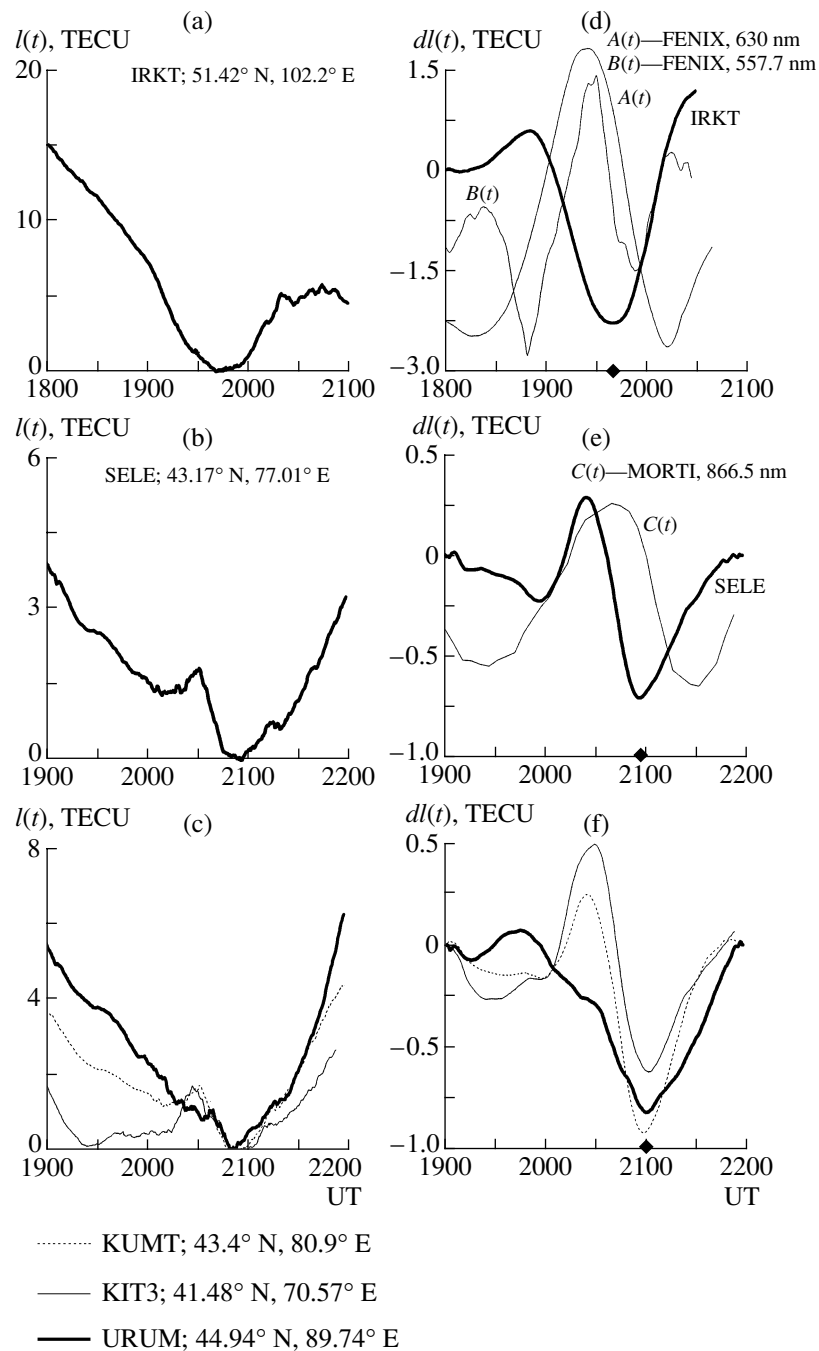 (a)
l(t), TECU
IRKT; 51.42° N, 102.2° E
20
10
0
1800 1900 2000 2100
(d)
dl(t), TECU
A(t)—FENIX, 630 nm
B(t)—FENIX, 557.7 nm
A(t)
IRKT
B(t)
1.5
0
−1.5
−3.0
1800 1900 2000 2100
(b)
l(t), TECU
SELE; 43.17° N, 77.01° E
6
3
0
1900 2000 2100 2200
(e)
dl(t), TECU
C(t)—MORTI, 866.5 nm
C(t)
SELE
0.5
0
−0.5
−1.0
1900 2000 2100 2200
(c)
l(t), TECU
8
4
0
1900 2000 2100 2200
UT
(f)
dl(t), TECU
0.5
0
−0.5
−1.0
1900 2000 2100 2200
UT
KUMT; 43.4° N, 80.9° E
KIT3; 41.48° N, 70.57° E
URUM; 44.94° N, 89.74° E